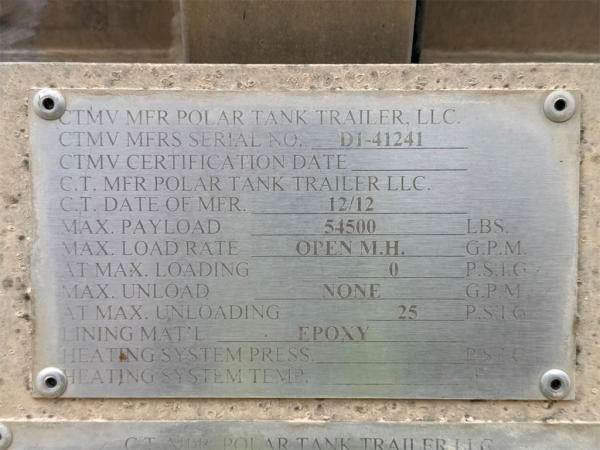 CTMV MFR POLAR TANK TRAILER, LLC.
CTMV MFRS SERIAL NO. D1-41241
CTMV CERTIFICATION DATE
C.T. MFR POLAR TANK TRAILER LLC.
C.T. DATE OF MFR. 12/12
MAX. PAYLOAD 54500 LBS.
MAX. LOAD RATE OPEN M.H. G.P.M.
AT MAX. LOADING 0 P.S.I.G
MAX. UNLOAD NONE G.P.M
AT MAX. UNLOADING 25 P.S.I.G
LINING MAT'L EPOXY
HEATING SYSTEM PRESS. P.S.I.G
HEATING SYSTEM TEMP. F
C.T. MFR. POLAR TANK TRAILER LLC